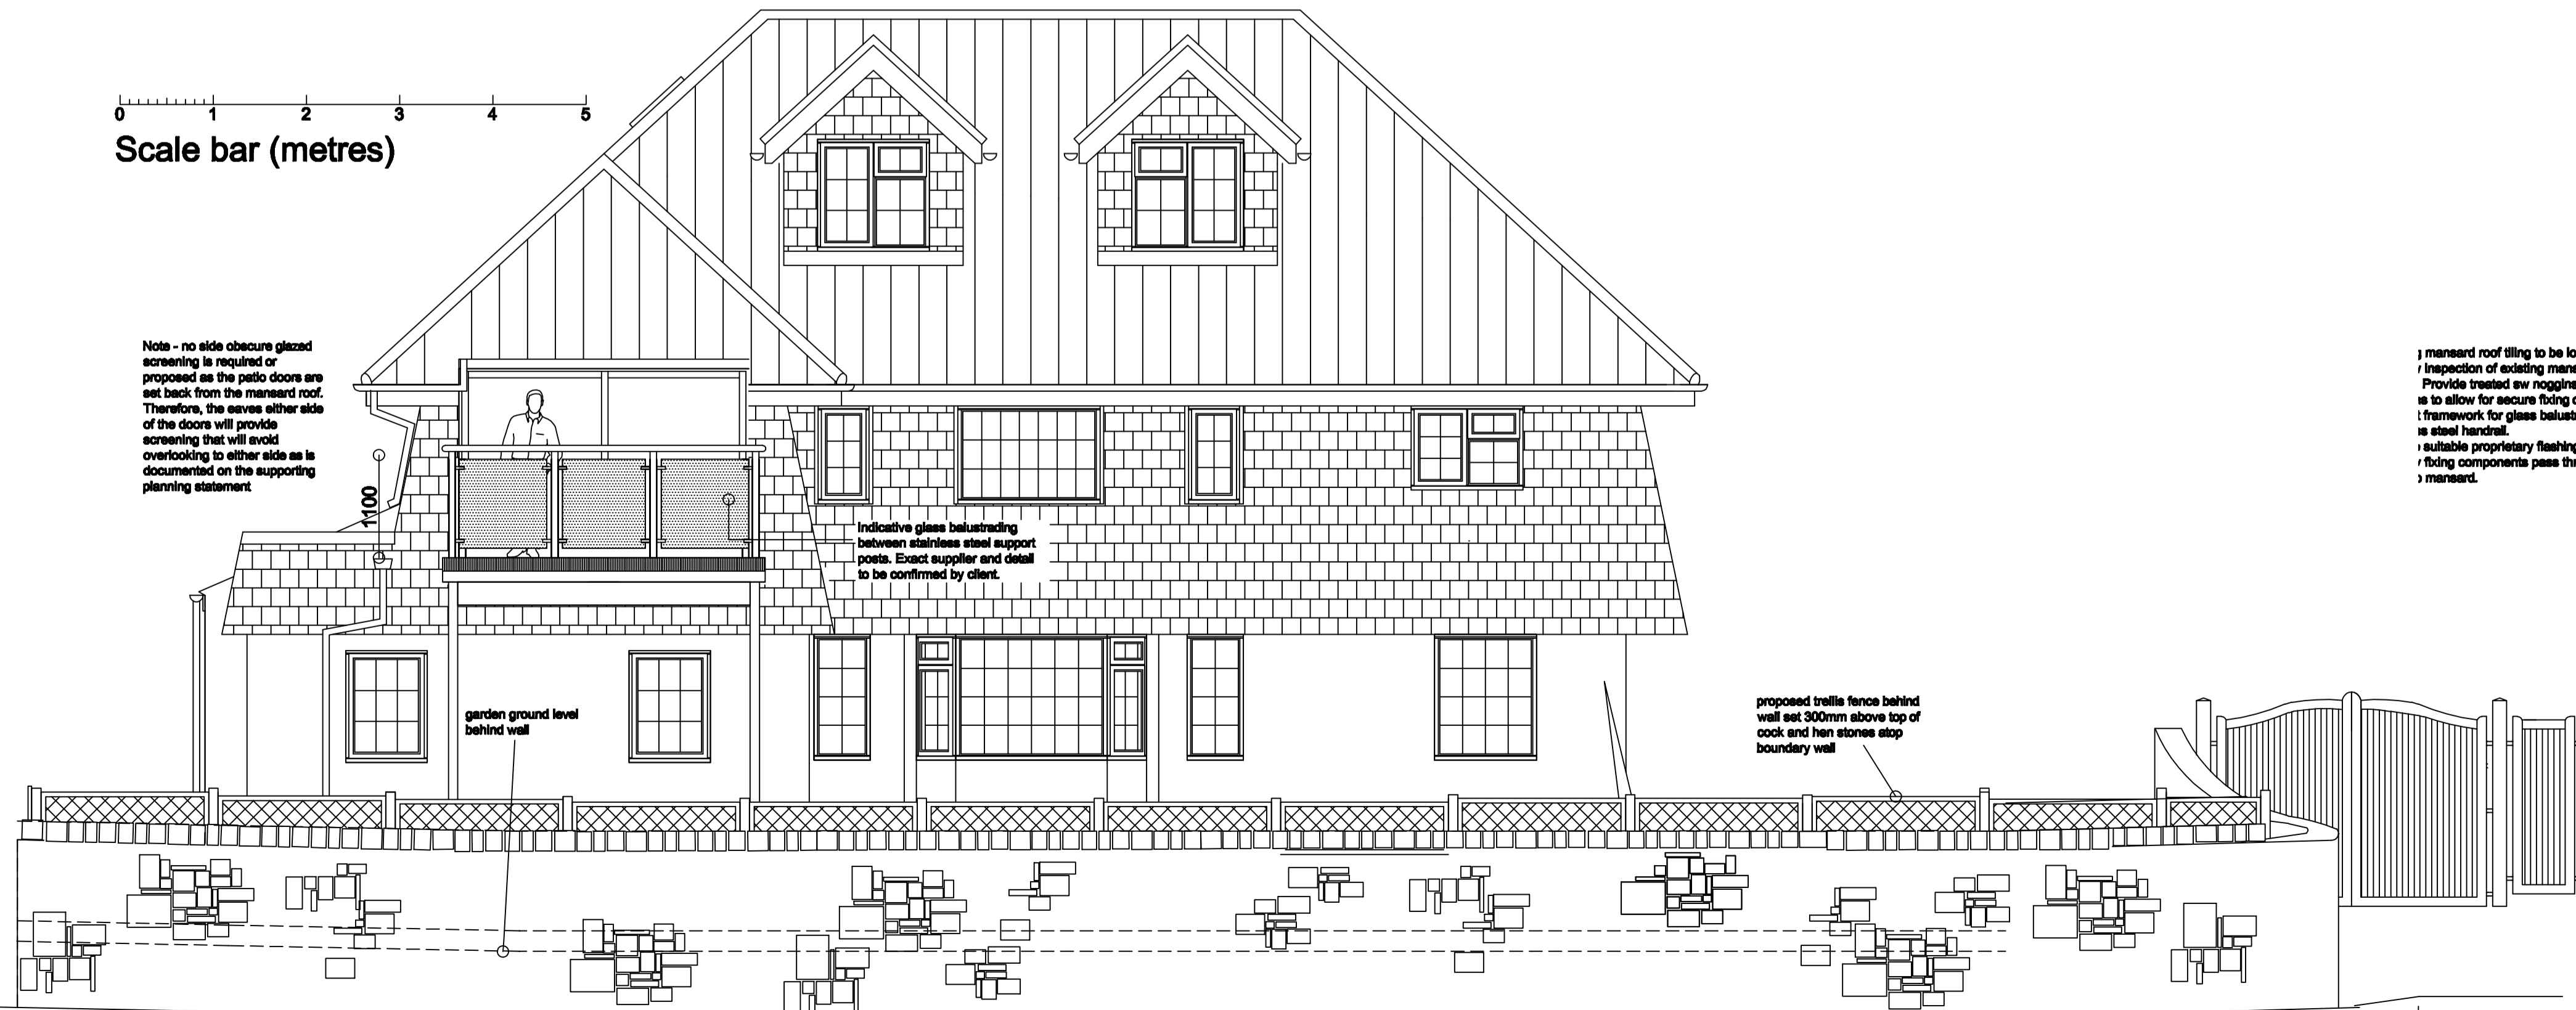 0 1 2 3 4 5
Scale bar (metres)
Note - no side obscure glazed
screening is required or
proposed as the patio doors are
set back from the mansard roof.
Therefore, the eaves either side
of the doors will provide
screening that will avoid
overlooking to either side as is
documented on the supporting
planning statement
1100
Indicative glass balustrading
between stainless steel support
posts. Exact supplier and detail
to be confirmed by client.
garden ground level
behind wall
proposed trellis fence behind
wall set 300mm above top of
cock and hen stones atop
boundary wall
mansard roof tiling to be
inspection of existing
Provide treated sw noggins
to allow for secure fixing
framework for glass
steel handrail.
suitable proprietary flashing
fixing components pass
mansard.